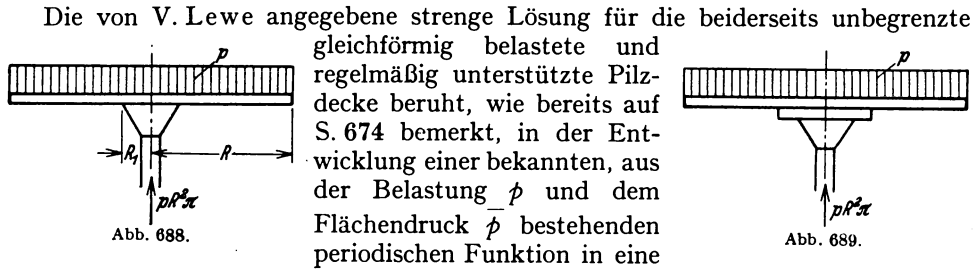 Die von V. Lewe angegebene strenge Lösung für die beiderseits unbegrenzte
gleichförmig belastete und
regelmäßig unterstützte Pilz-
decke beruht, wie bereits auf
S. 674 bemerkt, in der Ent-
wicklung einer bekannten, aus
der Belastung p und dem
Flächendruck p̄ bestehenden
periodischen Funktion in eine
p
R₁
R
pR²π
Abb. 688.
p
pR²π
Abb. 689.